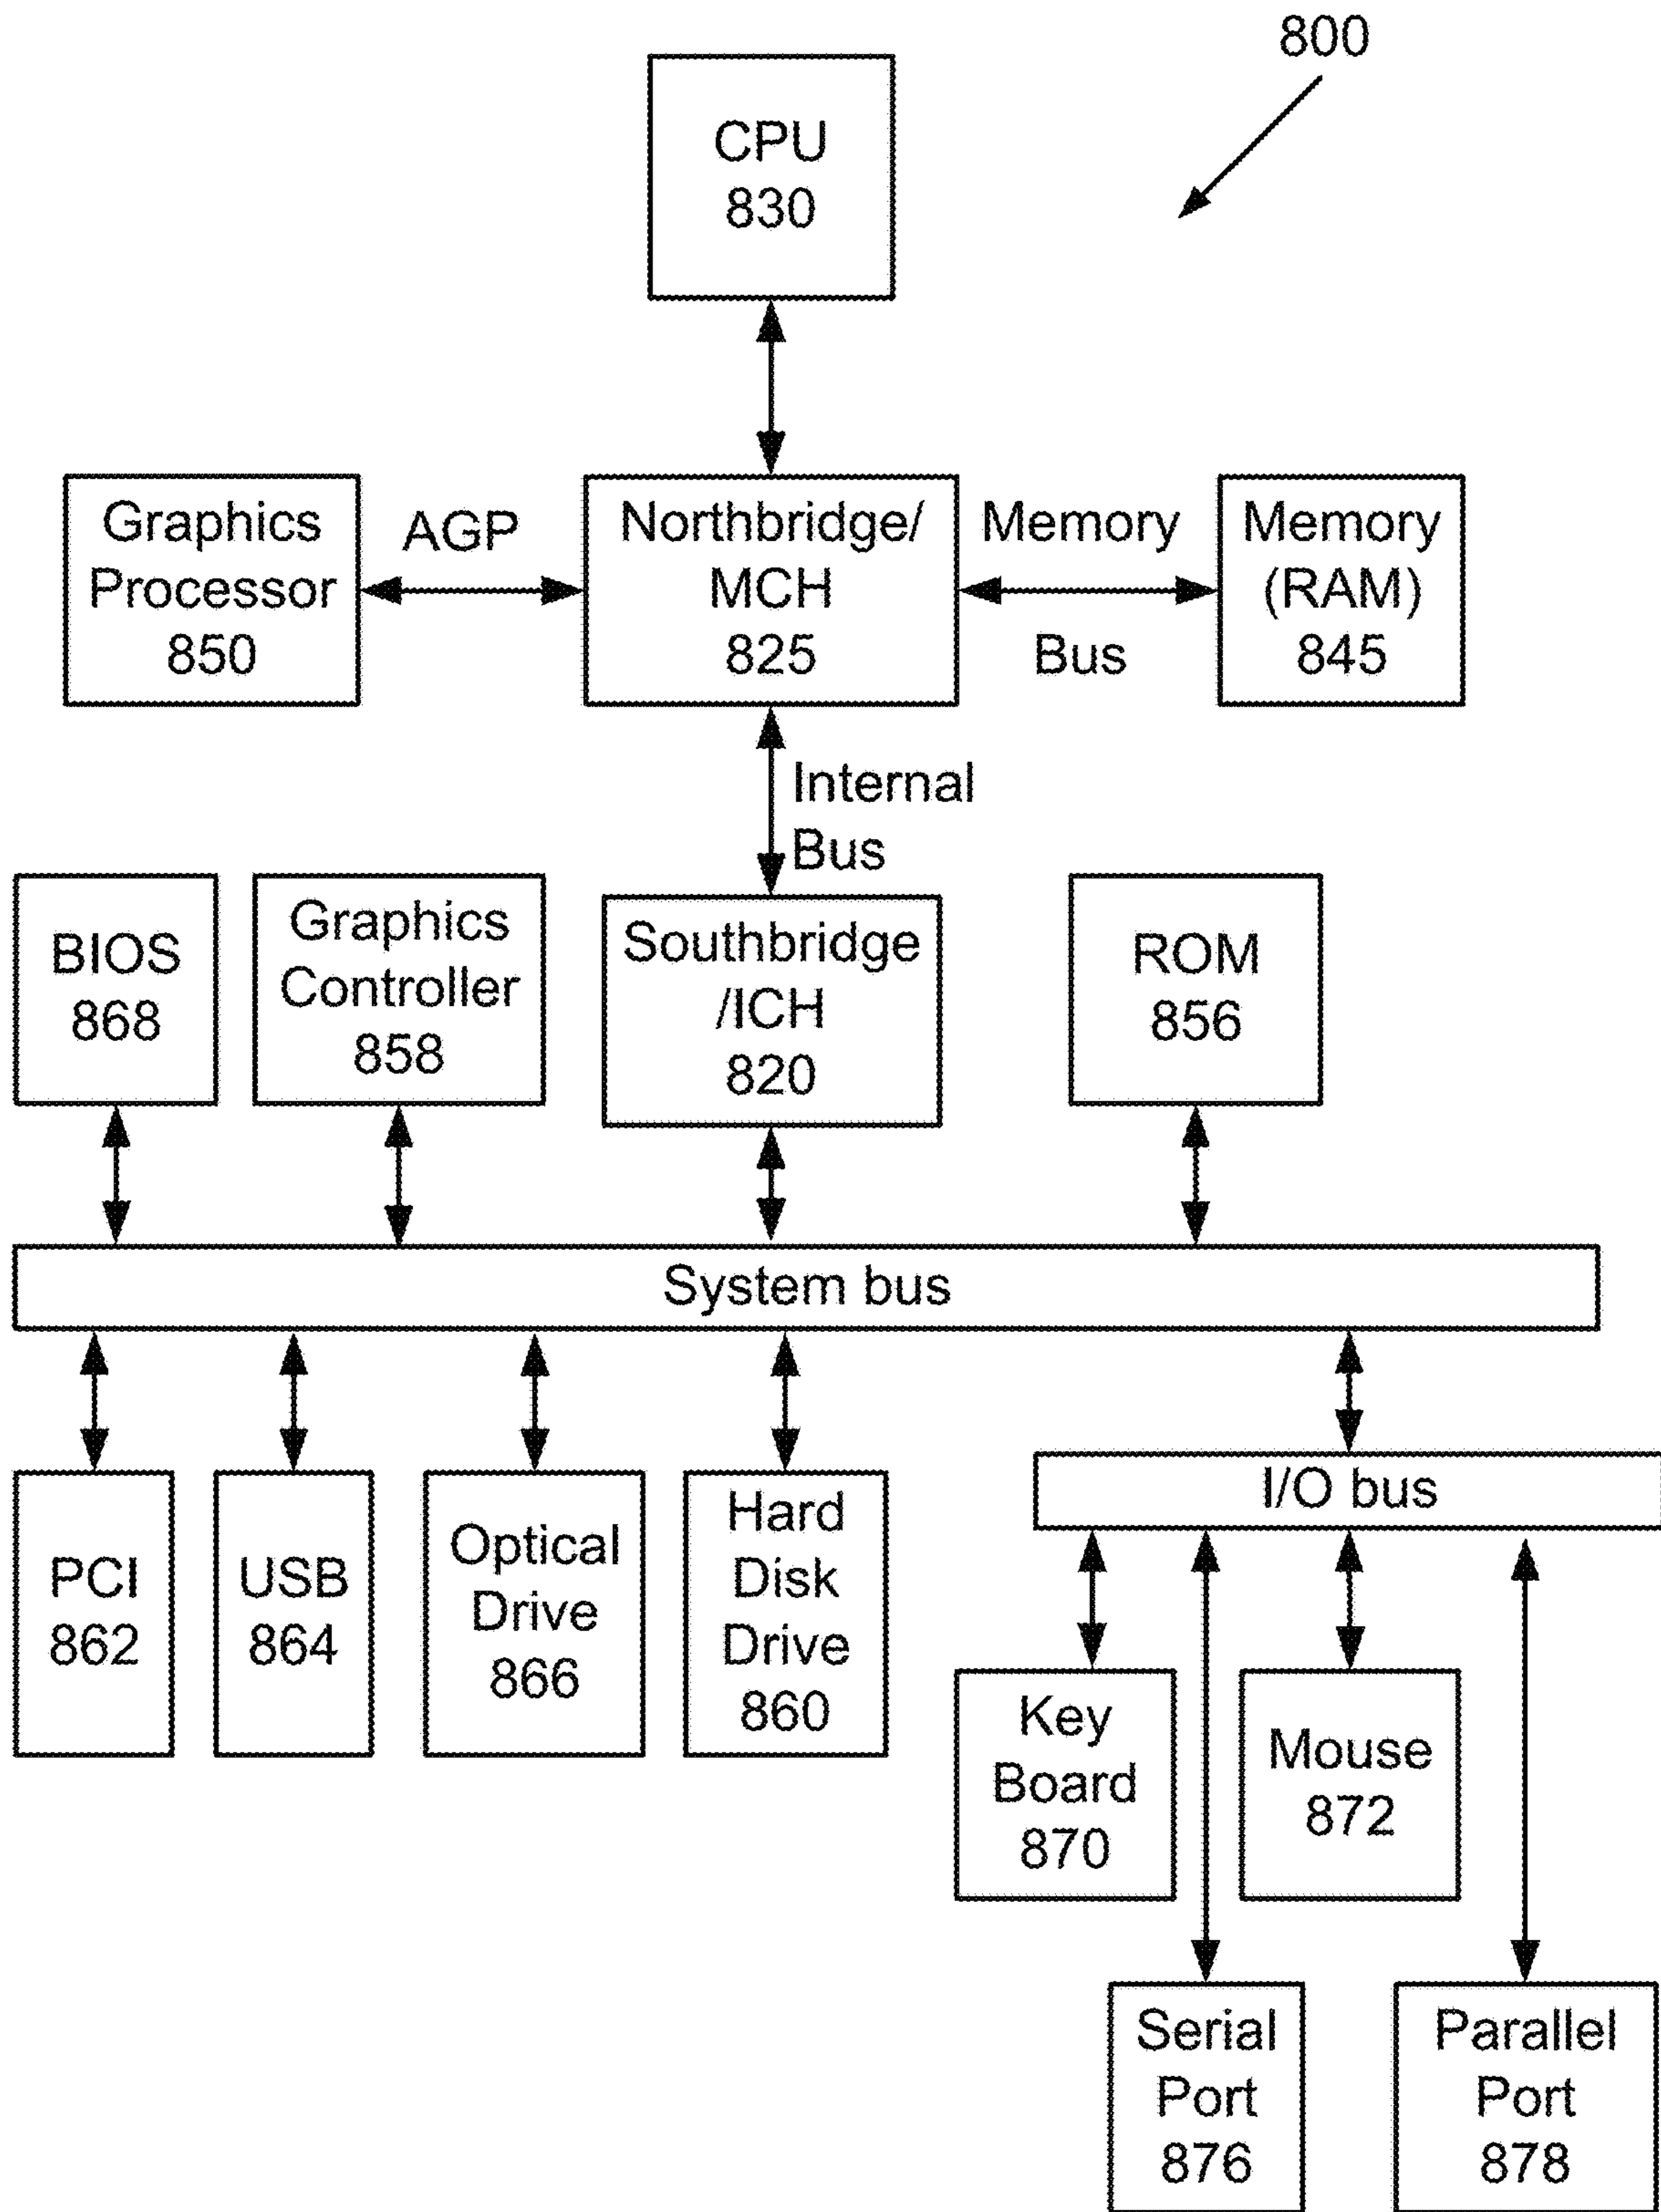 800
CPU
830
Graphics
Processor
850
AGP
Northbridge/
MCH
825
Memory
Bus
Memory
(RAM)
845
Internal
Bus
BIOS
868
Graphics
Controller
858
Southbridge
/ICH
820
ROM
856
System bus
PCI
862
USB
864
Optical
Drive
866
Hard
Disk
Drive
860
I/O bus
Key
Board
870
Mouse
872
Serial
Port
876
Parallel
Port
878